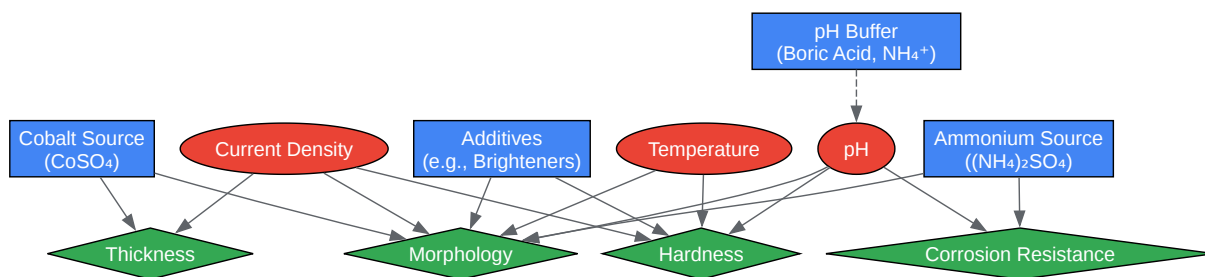 pH Buffer
(Boric Acid, NH₄⁺)
Cobalt Source
(CoSO₄)
Current Density
Additives
(e.g., Brighteners)
Temperature
pH
Ammonium Source
((NH₄)₂SO₄)
Thickness
Morphology
Hardness
Corrosion Resistance